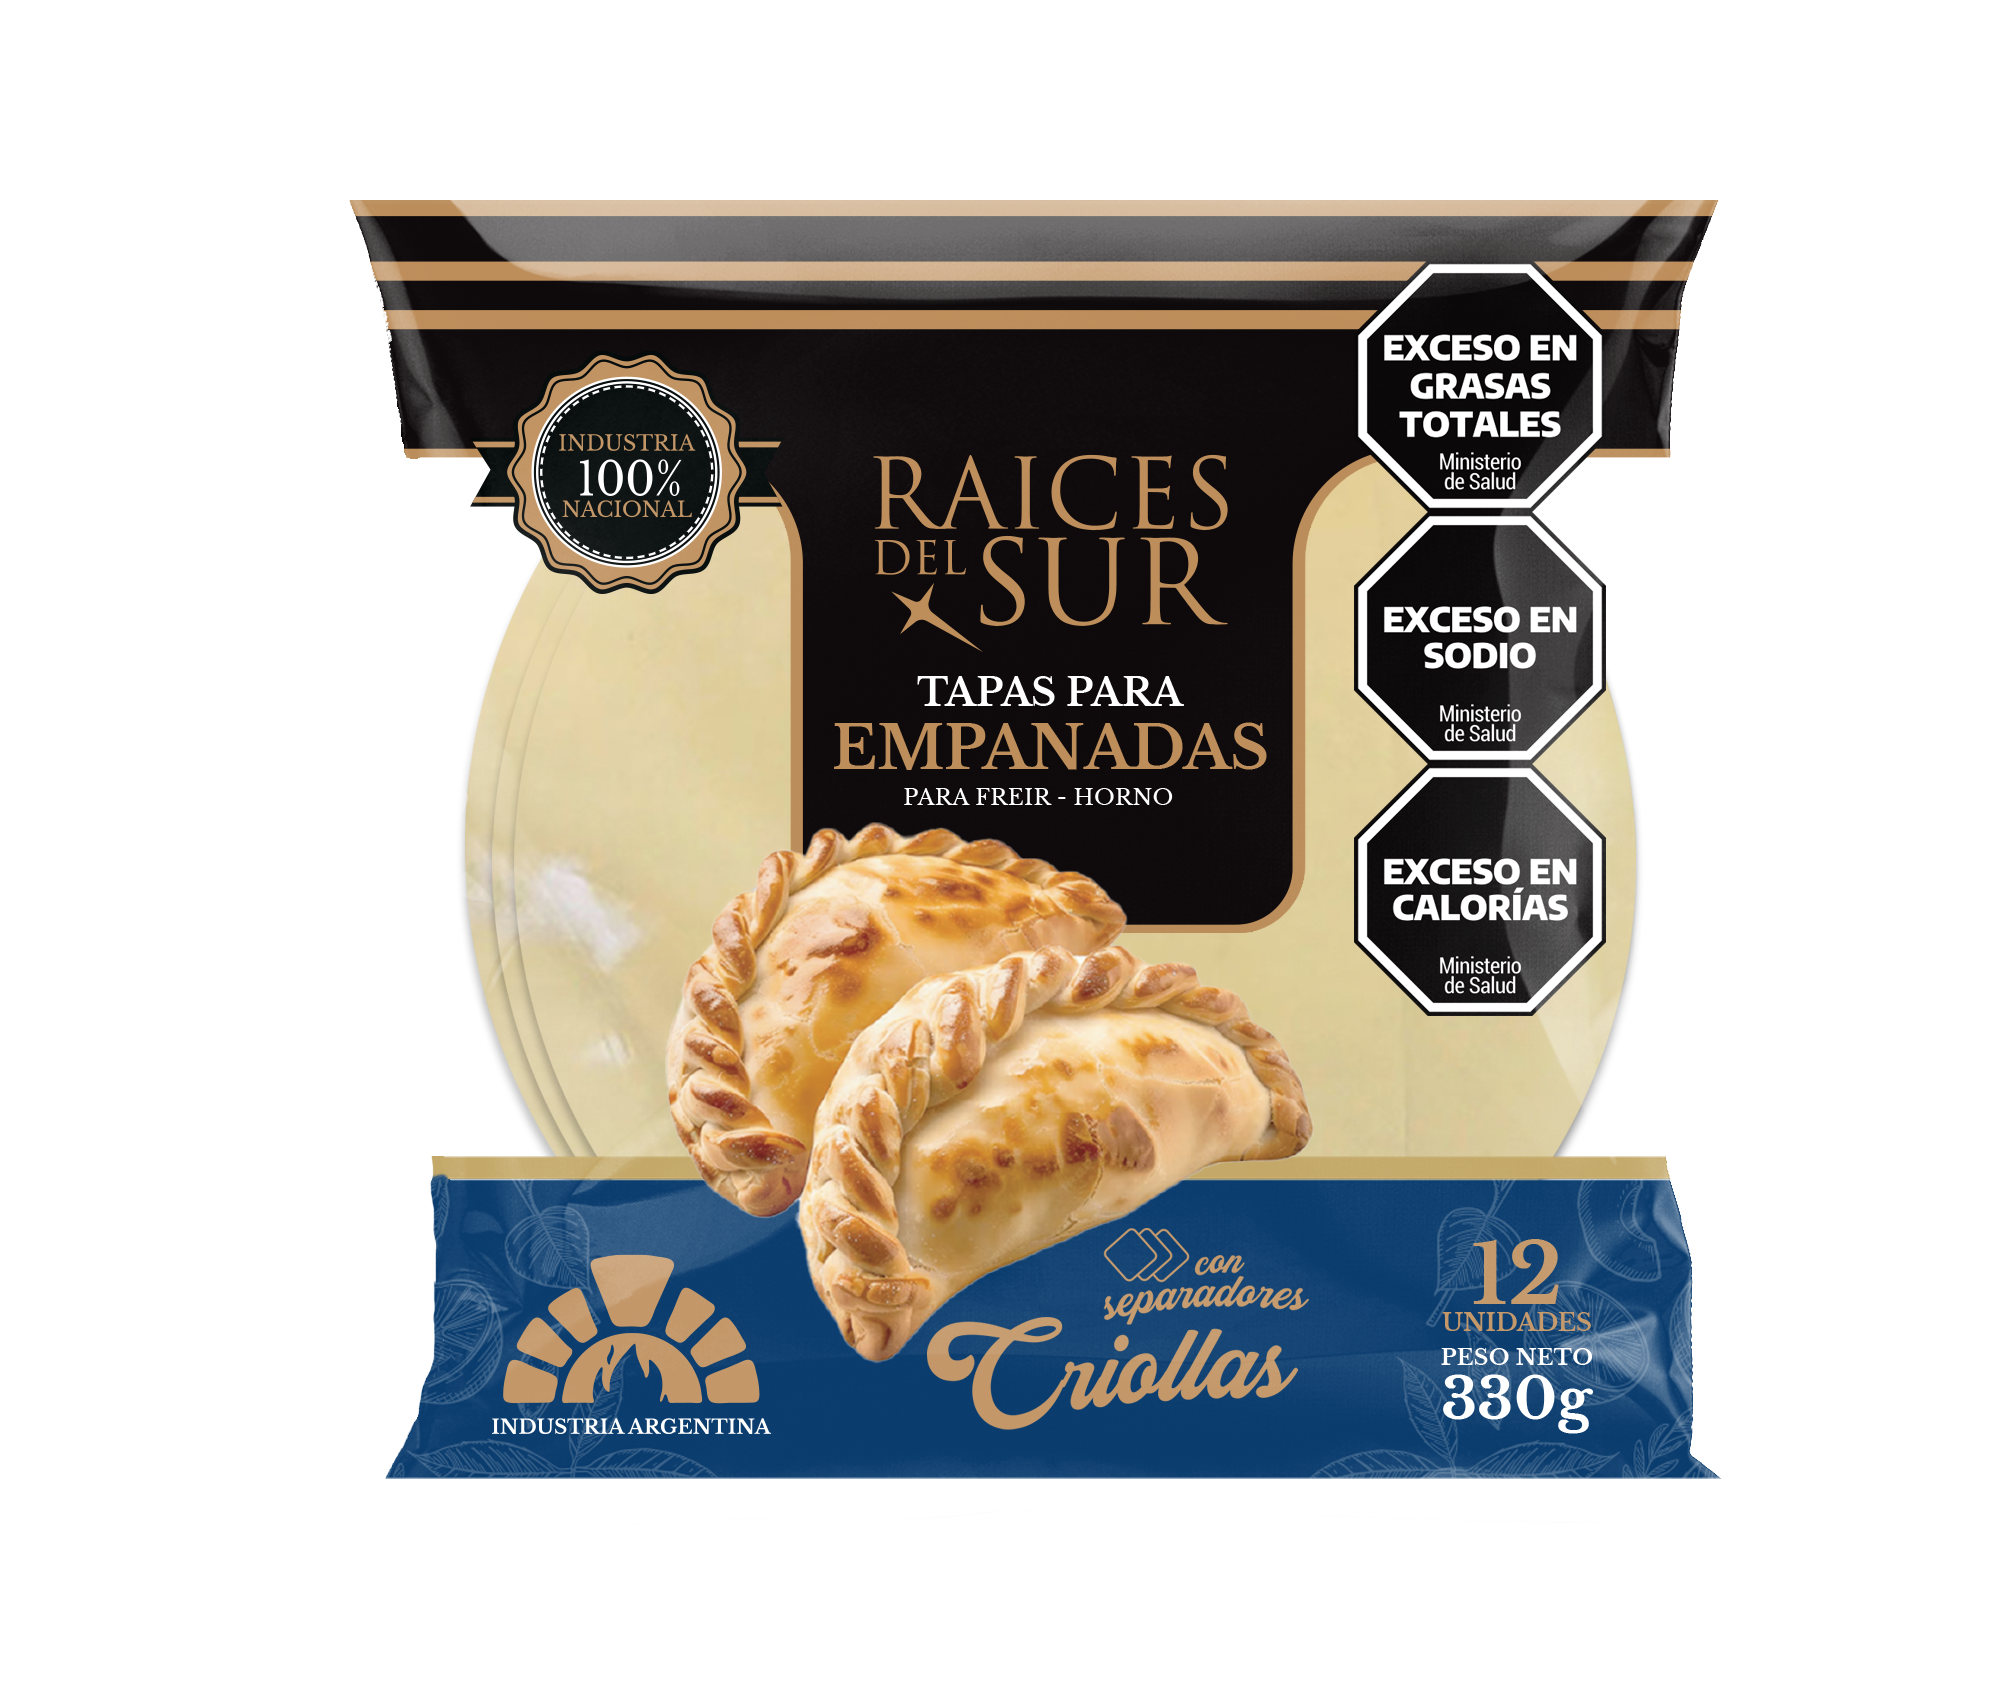 INDUSTRIA
100%
NACIONAL
RAICES
DEL SUR
TAPAS PARA
EMPANADAS
PARA FREIR - HORNO
EXCESO EN
GRASAS
TOTALES
Ministerio
de Salud
EXCESO EN
SODIO
Ministerio
de Salud
EXCESO EN
CALORÍAS
Ministerio
de Salud
INDUSTRIA ARGENTINA
con
separadores
Criollas
12
UNIDADES
PESO NETO
330g